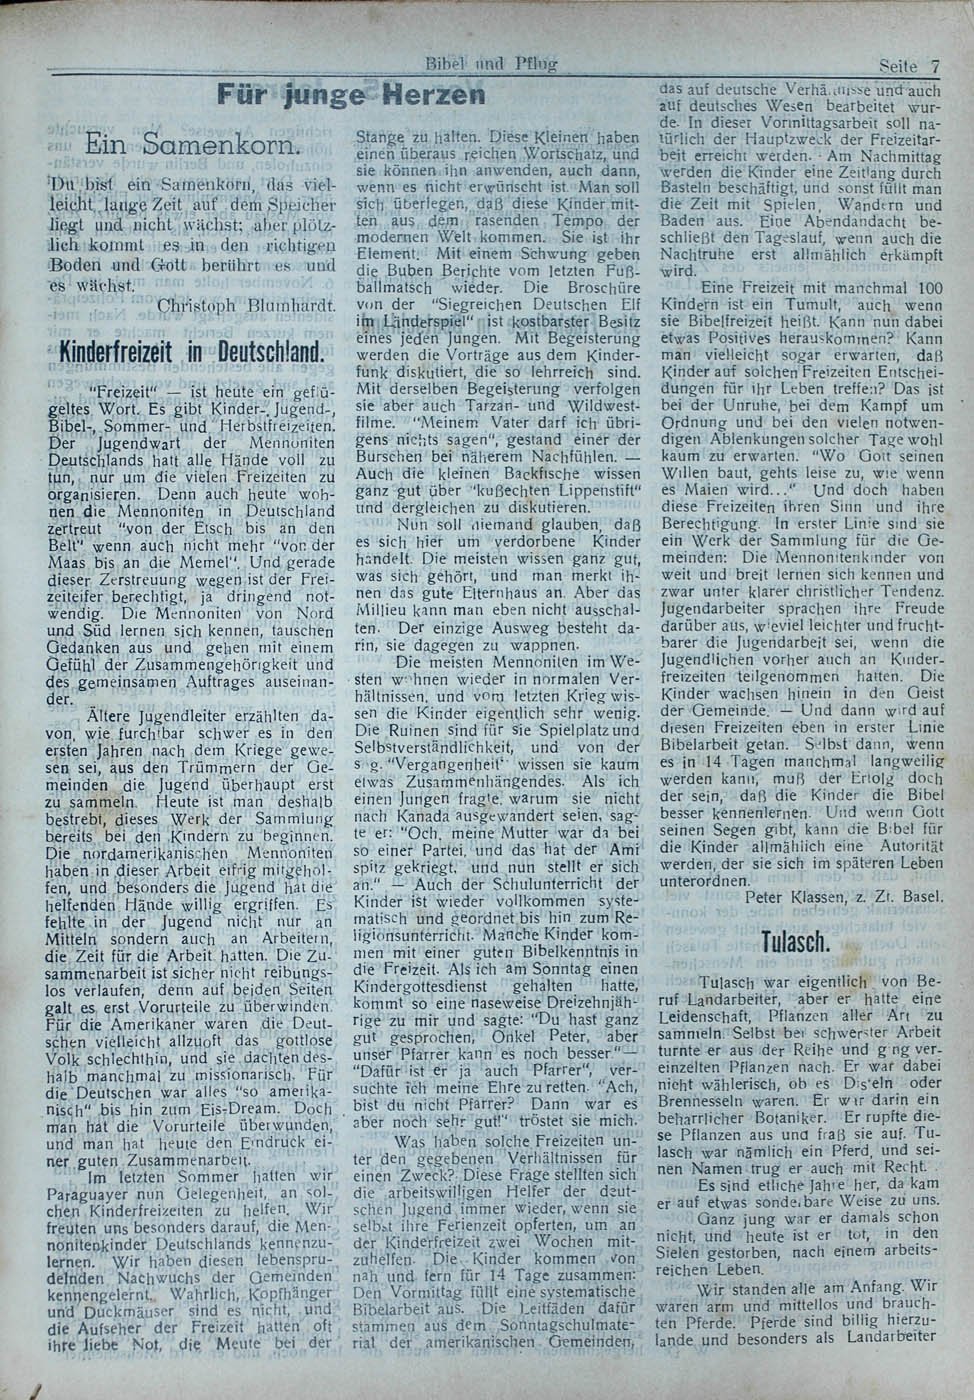 Bibel und Pflug
Seite 7
Für junge Herzen
Ein Samenkorn.
Du bist ein Samenkorn, das viel-
leicht lange Zeit auf dem Speicher
liegt und nicht wächst; aber plötz-
lich kommt es in den richtigen
Boden und Gott berührt es und
es wächst.
Christoph Blumhardt.
Kinderfreizeit in Deutschland.
"Freizeit" — ist heute ein geflü-
geltes Wort. Es gibt Kinder-, Jugend-,
Bibel-, Sommer- und Herbstfreizeiten.
Der Jugendwart der Mennoniten
Deutschlands hatt alle Hände voll zu
tun, nur um die vielen Freizeiten zu
organisieren. Denn auch heute woh-
nen die Mennoniten in Deutschland
zertreut "von der Etsch bis an den
Belt" wenn auch nicht mehr "von der
Maas bis an die Memel". Und gerade
dieser Zerstreuung wegen ist der Frei-
zeiteifer berechtigt, ja dringend not-
wendig. Die Mennoniten von Nord
und Süd lernen sich kennen, tauschen
Gedanken aus und gehen mit einem
Gefühl der Zusammengehörigkeit und
des gemeinsamen Auftrages auseinan-
der.
Ältere Jugendleiter erzählten da-
von, wie furchtbar schwer es in den
ersten Jahren nach dem Kriege gewe-
sen sei, aus den Trümmern der Ge-
meinden die Jugend überhaupt erst
zu sammeln. Heute ist man deshalb
bestrebt, dieses Werk der Sammlung
bereits bei den Kindern zu beginnen.
Die nordamerikanischen Mennoniten
haben in dieser Arbeit eifrig mitgehol-
fen, und besonders die Jugend hat die
helfenden Hände willig ergriffen. Es
fehlte in der Jugend nicht nur an
Mitteln sondern auch an Arbeitern,
die Zeit für die Arbeit hatten. Die Zu-
sammenarbeit ist sicher nicht reibungs-
los verlaufen, denn auf beiden Seiten
galt es erst Vorurteile zu überwinden.
Für die Amerikaner waren die Deut-
schen vielleicht allzuoft das gottlose
Volk schlechthin, und sie dachten des-
halb manchmal zu missionarisch. Für
die Deutschen war alles "so amerika-
nisch" bis hin zum Eis-Dream. Doch
man hat die Vorurteile überwunden,
und man hat heute den Eindruck ei-
ner guten Zusammenarbeit.
Im letzten Sommer hatten wir
Paraguayer nun Gelegenheit, an sol-
chen Kinderfreizeiten zu helfen. Wir
freuten uns besonders darauf, die Men-
nonitenkinder Deutschlands kennenzu-
lernen. Wir haben diesen lebensspru-
delnden Nachwuchs der Gemeinden
kennengelernt. Wahrlich, Kopfhänger
und Duckmäuser sind es nicht, und
die Aufseher der Freizeit hatten oft
ihre liebe Not, die Meute bei der
Stange zu halten. Diese Kleinen haben
einen überaus reichen Wortschatz, und
sie können ihn anwenden, auch dann,
wenn es nicht erwünscht ist. Man soll
sich überlegen, daß diese Kinder mit-
ten aus dem rasenden Tempo der
modernen Welt kommen. Sie ist ihr
Element. Mit einem Schwung geben
die Buben Berichte vom letzten Fuß-
ballmatsch wieder. Die Broschüre
von der "Siegreichen Deutschen Elf
im Länderspiel" ist kostbarster Besitz
eines jeden Jungen. Mit Begeisterung
werden die Vorträge aus dem Kinder-
funk diskutiert, die so lehrreich sind.
Mit derselben Begeisterung verfolgen
sie aber auch Tarzan- und Wildwest-
filme. "Meinem Vater darf ich übri-
gens nichts sagen", gestand einer der
Burschen bei näherem Nachfühlen. —
Auch die kleinen Backfische wissen
ganz gut über "kußechten Lippenstift"
und dergleichen zu diskutieren.
Nun soll niemand glauben, daß
es sich hier um verdorbene Kinder
handelt. Die meisten wissen ganz gut,
was sich gehört, und man merkt ih-
nen das gute Elternhaus an. Aber das
Millieu kann man eben nicht ausschal-
ten. Der einzige Ausweg besteht da-
rin, sie dagegen zu wappnen.
Die meisten Mennoniten im We-
sten wohnen wieder in normalen Ver-
hältnissen, und vom letzten Krieg wis-
sen die Kinder eigentlich sehr wenig.
Die Ruinen sind für sie Spielplatz und
Selbstverständlichkeit, und von der
s g. "Vergangenheit" wissen sie kaum
etwas Zusammenhängendes. Als ich
einen Jungen fragte, warum sie nicht
nach Kanada ausgewandert seien, sag-
te er: "Och, meine Mutter war da bei
so einer Partei, und das hat der Ami
spitz gekriegt, und nun stellt er sich
an." — Auch der Schulunterricht der
Kinder ist wieder vollkommen syste-
matisch und geordnet bis hin zum Re-
ligionsunterricht. Manche Kinder kom-
men mit einer guten Bibelkenntnis in
die Freizeit. Als ich am Sonntag einen
Kindergottesdienst gehalten hatte,
kommt so eine naseweise Dreizehnjäh-
rige zu mir und sagte: "Du hast ganz
gut gesprochen, Onkel Peter, aber
unser Pfarrer kann es noch besser." —
"Dafür ist er ja auch Pfarrer", ver-
suchte ich meine Ehre zu retten. "Ach,
bist du nicht Pfarrer? Dann war es
aber noch sehr gut!" tröstet sie mich.
Was haben solche Freizeiten un-
ter den gegebenen Verhältnissen für
einen Zweck? Diese Frage stellten sich
die arbeitswilligen Helfer der deut-
schen Jugend immer wieder, wenn sie
selbst ihre Ferienzeit opferten, um an
der Kinderfreizeit zwei Wochen mit-
zuhelfen. Die Kinder kommen von
nah und fern für 14 Tage zusammen:
Den Vormittag füllt eine systematische
Bibelarbeit aus. Die Leitfäden dafür
stammen aus dem Sonntagschulmate-
rial der amerikanischen Gemeinden,
das auf deutsche Verhältnisse und auch
auf deutsches Wesen bearbeitet wur-
de. In dieser Vormittagsarbeit soll na-
türlich der Hauptzweck der Freizeitar-
beit erreicht werden. Am Nachmittag
werden die Kinder eine Zeitlang durch
Basteln beschäftigt, und sonst füllt man
die Zeit mit Spielen, Wandern und
Baden aus. Eine Abendandacht be-
schließt den Tageslauf, wenn auch die
Nachtruhe erst allmählich erkämpft
wird.
Eine Freizeit mit manchmal 100
Kindern ist ein Tumult, auch wenn
sie Bibelfreizeit heißt. Kann nun dabei
etwas Positives herauskommen? Kann
man vielleicht sogar erwarten, daß
Kinder auf solchen Freizeiten Entschei-
dungen für ihr Leben treffen? Das ist
bei der Unruhe, bei dem Kampf um
Ordnung und bei den vielen notwen-
digen Ablenkungen solcher Tage wohl
kaum zu erwarten. "Wo Gott seinen
Willen baut, gehts leise zu, wie wenn
es Maien wird..." Und doch haben
diese Freizeiten ihren Sinn und ihre
Berechtigung. In erster Linie sind sie
ein Werk der Sammlung für die Ge-
meinden: Die Mennonitenkinder von
weit und breit lernen sich kennen und
zwar unter klarer christlicher Tendenz.
Jugendarbeiter sprachen ihre Freude
darüber aus, wieviel leichter und frucht-
barer die Jugendarbeit sei, wenn die
Jugendlichen vorher auch an Kinder-
freizeiten teilgenommen hatten. Die
Kinder wachsen hinein in den Geist
der Gemeinde. — Und dann wird auf
diesen Freizeiten eben in erster Linie
Bibelarbeit getan. Selbst dann, wenn
es in 14 Tagen manchmal langweilig
werden kann, muß der Erfolg doch
der sein, daß die Kinder die Bibel
besser kennenlernen. Und wenn Gott
seinen Segen gibt, kann die Bibel für
die Kinder allmählich eine Autorität
werden, der sie sich im späteren Leben
unterordnen.
Peter Klassen, z. Zt. Basel.
Tulasch.
Tulasch war eigentlich von Be-
ruf Landarbeiter, aber er hatte eine
Leidenschaft, Pflanzen aller Art zu
sammeln. Selbst bei schwerster Arbeit
turnte er aus der Reihe und ging ver-
einzelten Pflanzen nach. Er war dabei
nicht wählerisch, ob es Disteln oder
Brennesseln waren. Er war darin ein
beharrlicher Botaniker. Er rupfte die-
se Pflanzen aus und fraß sie auf. Tu-
lasch war nämlich ein Pferd, und sei-
nen Namen trug er auch mit Recht.
Es sind etliche Jahre her, da kam
er auf etwas sonderbare Weise zu uns.
Ganz jung war er damals schon
nicht, und heute ist er tot, in den
Sielen gestorben, nach einem arbeits-
reichen Leben.
Wir standen alle am Anfang. Wir
waren arm und mittellos und brauch-
ten Pferde. Pferde sind billig hierzu-
lande und besonders als Landarbeiter